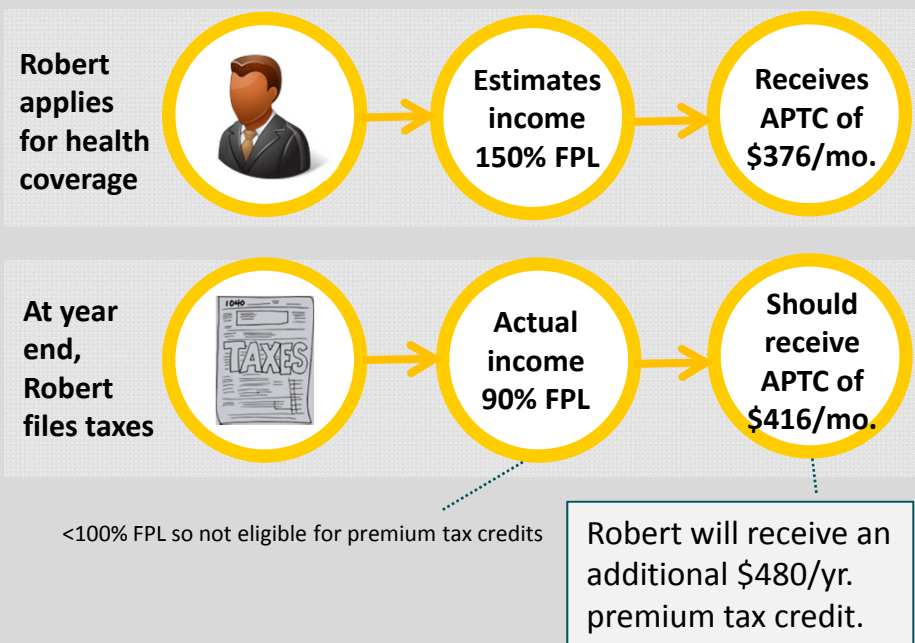 Robert
applies
for health
coverage
Estimates
income
150% FPL
Receives
APTC of
$376/mo.
At year
end,
Robert
files taxes
1040
TAXES
Actual
income
90% FPL
Should
receive
APTC of
$416/mo.
<100% FPL so not eligible for premium tax credits
Robert will receive an
additional $480/yr.
premium tax credit.